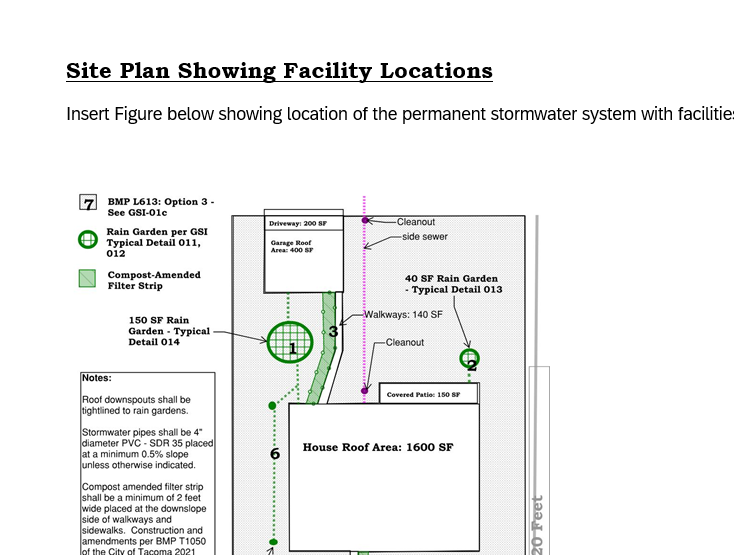 Site Plan Showing Facility Locations
Insert Figure below showing location of the permanent stormwater system with facilities
7
BMP L613: Option 3 -
See GSI-01c
Rain Garden per GSI
Typical Detail 011,
012
Compost-Amended
Filter Strip
Driveway: 200 SF
Garage Roof
Area: 400 SF
Cleanout
side sewer
40 SF Rain Garden
- Typical Detail 013
150 SF Rain
Garden - Typical
Detail 014
1
3
Walkways: 140 SF
Cleanout
2
Covered Patio: 150 SF
House Roof Area: 1600 SF
6
20 Feet
Notes:
Roof downspouts shall be
tightlined to rain gardens.
Stormwater pipes shall be 4"
diameter PVC - SDR 35 placed
at a minimum 0.5% slope
unless otherwise indicated.
Compost amended filter strip
shall be a minimum of 2 feet
wide placed at the downslope
side of walkways and
sidewalks. Construction and
amendments per BMP T1050
of the City of Tacoma 2021